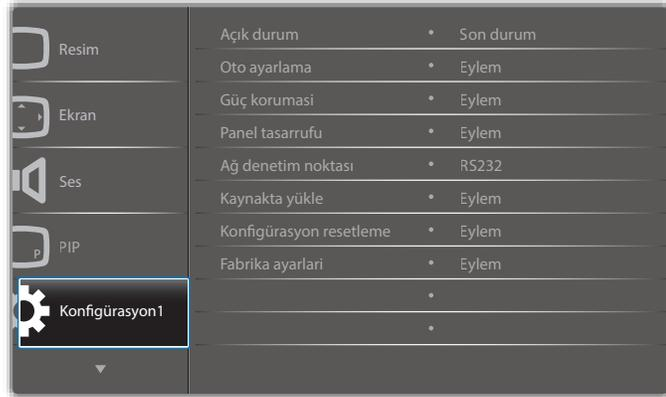 Resim
Ekran
Ses
P
PIP
Konfigürasyon1
Açık durum • Son durum
Oto ayarlama • Eylem
Güç korumasi • Eylem
Panel tasarrufu • Eylem
Ağ denetim noktası • RS232
Kaynakta yükle • Eylem
Konfigürasyon resetleme • Eylem
Fabrika ayarlari • Eylem
•
•